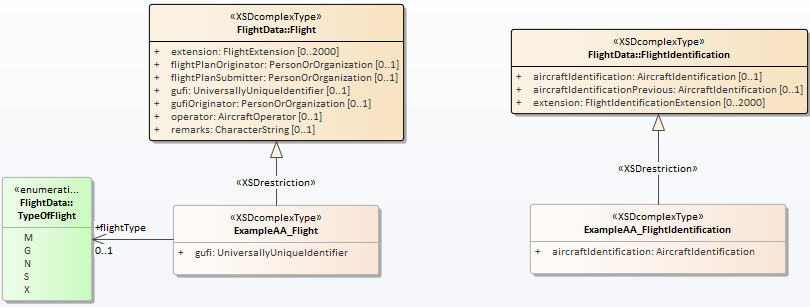 «XSDcomplexType»
FlightData::Flight
+ extension: FlightExtension [0..2000]
+ flightPlanOriginator: PersonOrOrganization [0..1]
+ flightPlanSubmitter: PersonOrOrganization [0..1]
+ gufi: UniversallyUniqueIdentifier [0..1]
+ gufiOriginator: PersonOrOrganization [0..1]
+ operator: AircraftOperator [0..1]
+ remarks: CharacterString [0..1]
«XSDcomplexType»
FlightData::FlightIdentification
+ aircraftIdentification: AircraftIdentification [0..1]
+ aircraftIdentificationPrevious: AircraftIdentification [0..1]
+ extension: FlightIdentificationExtension [0..2000]
«XSDrestriction»
«XSDrestriction»
«enumerati...
FlightData::
TypeOfFlight
M
G
N
S
X
+flightType
0..1
«XSDcomplexType»
ExampleAA_Flight
+ gufi: UniversallyUniqueIdentifier
«XSDcomplexType»
ExampleAA_FlightIdentification
+ aircraftIdentification: AircraftIdentification